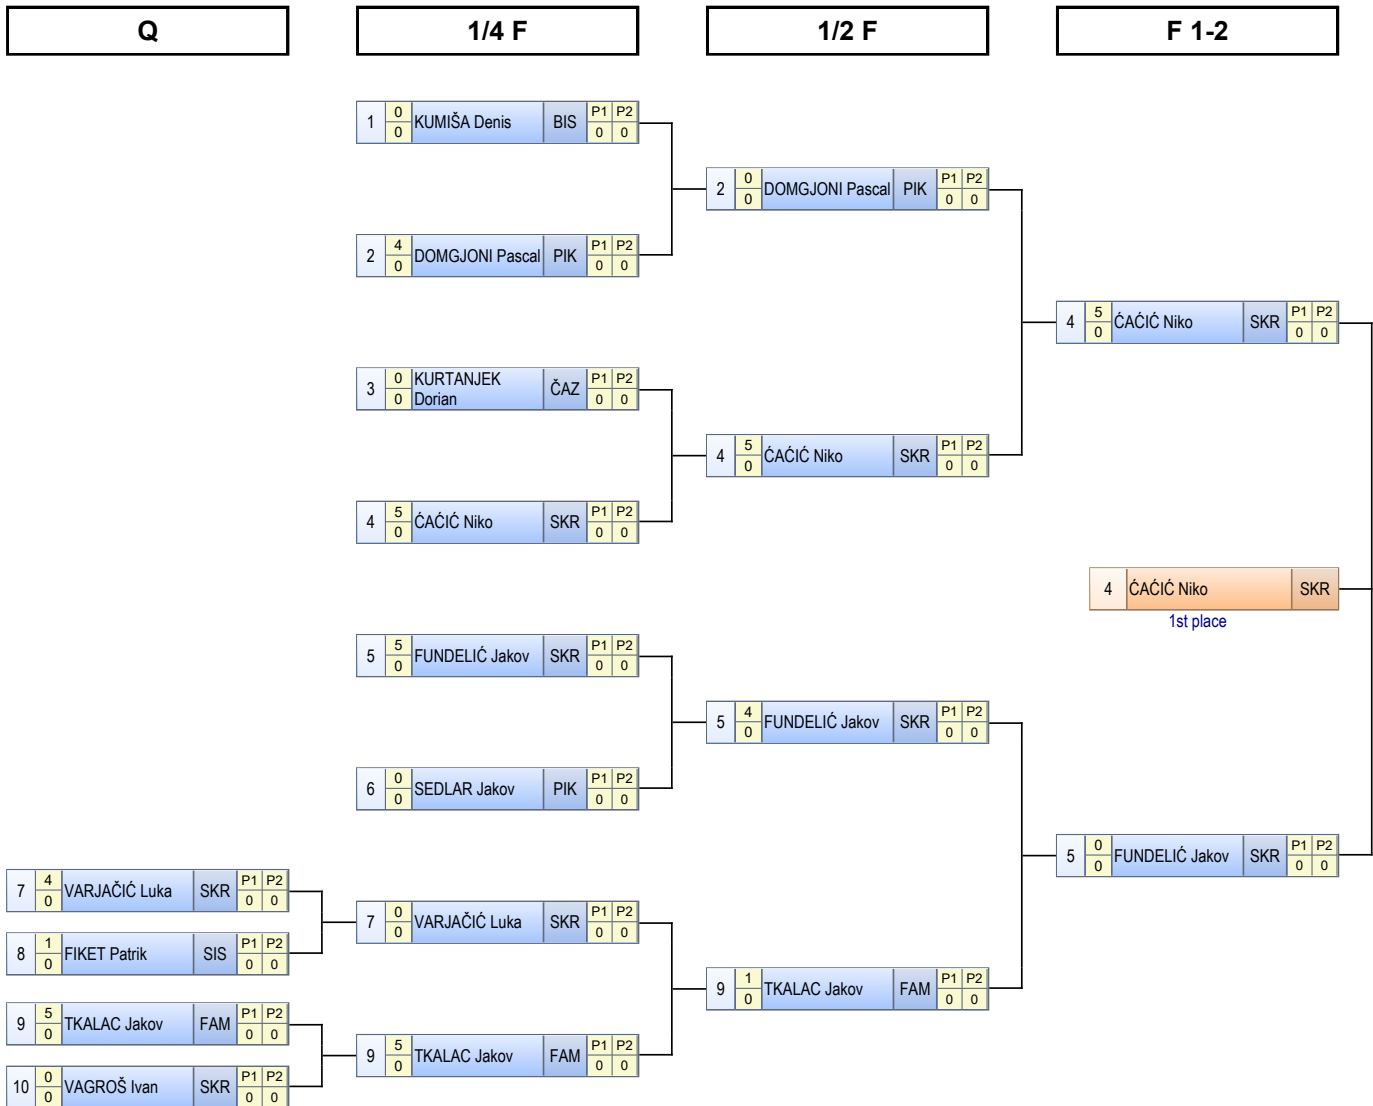 Q
1/4 F
1/2 F
F 1-2
1 0 KUMIŠA Denis BIS P1 P2
0 0 0
2 4 DOMGJONI Pascal PIK P1 P2
0 0 0
3 0 KURTANJEK Dorian ČAZ P1 P2
0 0 0
4 5 ĆAĆIĆ Niko SKR P1 P2
0 0 0
5 5 FUNDELIĆ Jakov SKR P1 P2
0 0 0
6 0 SEDLAR Jakov PIK P1 P2
0 0 0
7 4 VARJAČIĆ Luka SKR P1 P2
0 0 0
8 1 FIKET Patrik SIS P1 P2
0 0 0
9 5 TKALAC Jakov FAM P1 P2
0 0 0
10 0 VAGROŠ Ivan SKR P1 P2
0 0 0
7 0 VARJAČIĆ Luka SKR P1 P2
0 0 0
9 5 TKALAC Jakov FAM P1 P2
0 0 0
2 0 DOMGJONI Pascal PIK P1 P2
0 0 0
4 5 ĆAĆIĆ Niko SKR P1 P2
0 0 0
5 4 FUNDELIĆ Jakov SKR P1 P2
0 0 0
9 1 TKALAC Jakov FAM P1 P2
0 0 0
4 5 ĆAĆIĆ Niko SKR P1 P2
0 0 0
5 0 FUNDELIĆ Jakov SKR P1 P2
0 0 0
4 ĆAĆIĆ Niko SKR
1st place